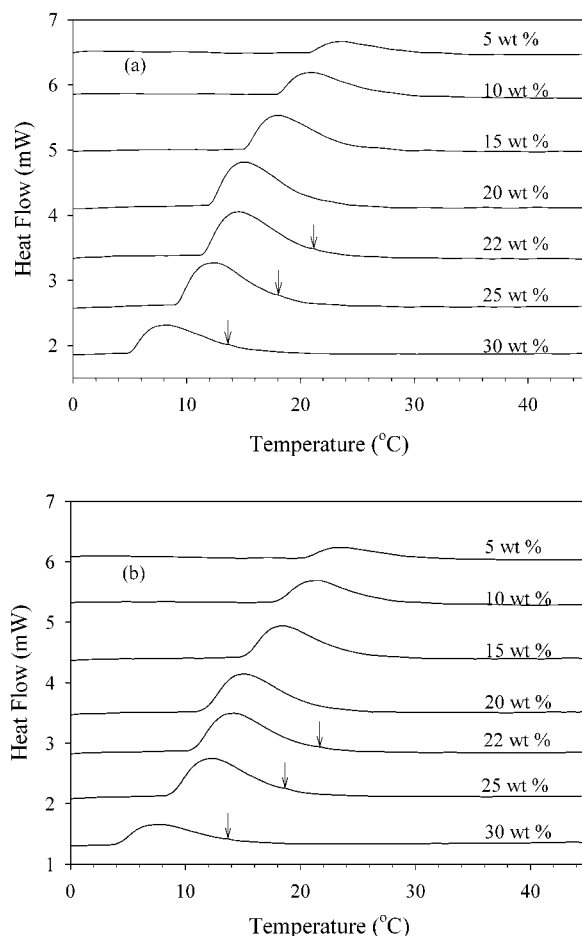 7
6
5
4
3
2
Heat Flow (mW)
(a)
5 wt %
10 wt %
15 wt %
20 wt %
22 wt %
25 wt %
30 wt %
0 10 20 30 40
Temperature (°C)
7
6
5
4
3
2
1
Heat Flow (mW)
(b)
5 wt %
10 wt %
15 wt %
20 wt %
22 wt %
25 wt %
30 wt %
0 10 20 30 40
Temperature (°C)